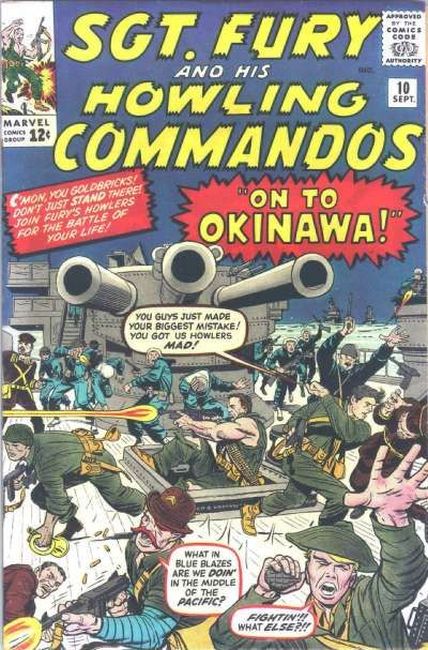 SGT. FURY
AND HIS
HOWLING
COMMANDOS
APPROVED
BY THE
COMICS
CODE
AUTHORITY
IND.
MARVEL
COMICS
GROUP
12¢
10
SEPT.
C'MON, YOU GOLDBRICKS!
DON'T JUST STAND THERE!
JOIN FURY'S HOWLERS
FOR THE BATTLE OF
YOUR LIFE!
"ON TO
OKINAWA!"
YOU GUYS JUST MADE
YOUR BIGGEST MISTAKE!
YOU GOT US HOWLERS
MAD!
WHAT IN
BLUE BLAZES
ARE WE DOIN'
IN THE MIDDLE
OF THE
PACIFIC?
FIGHTIN'!!
WHAT ELSE?!!